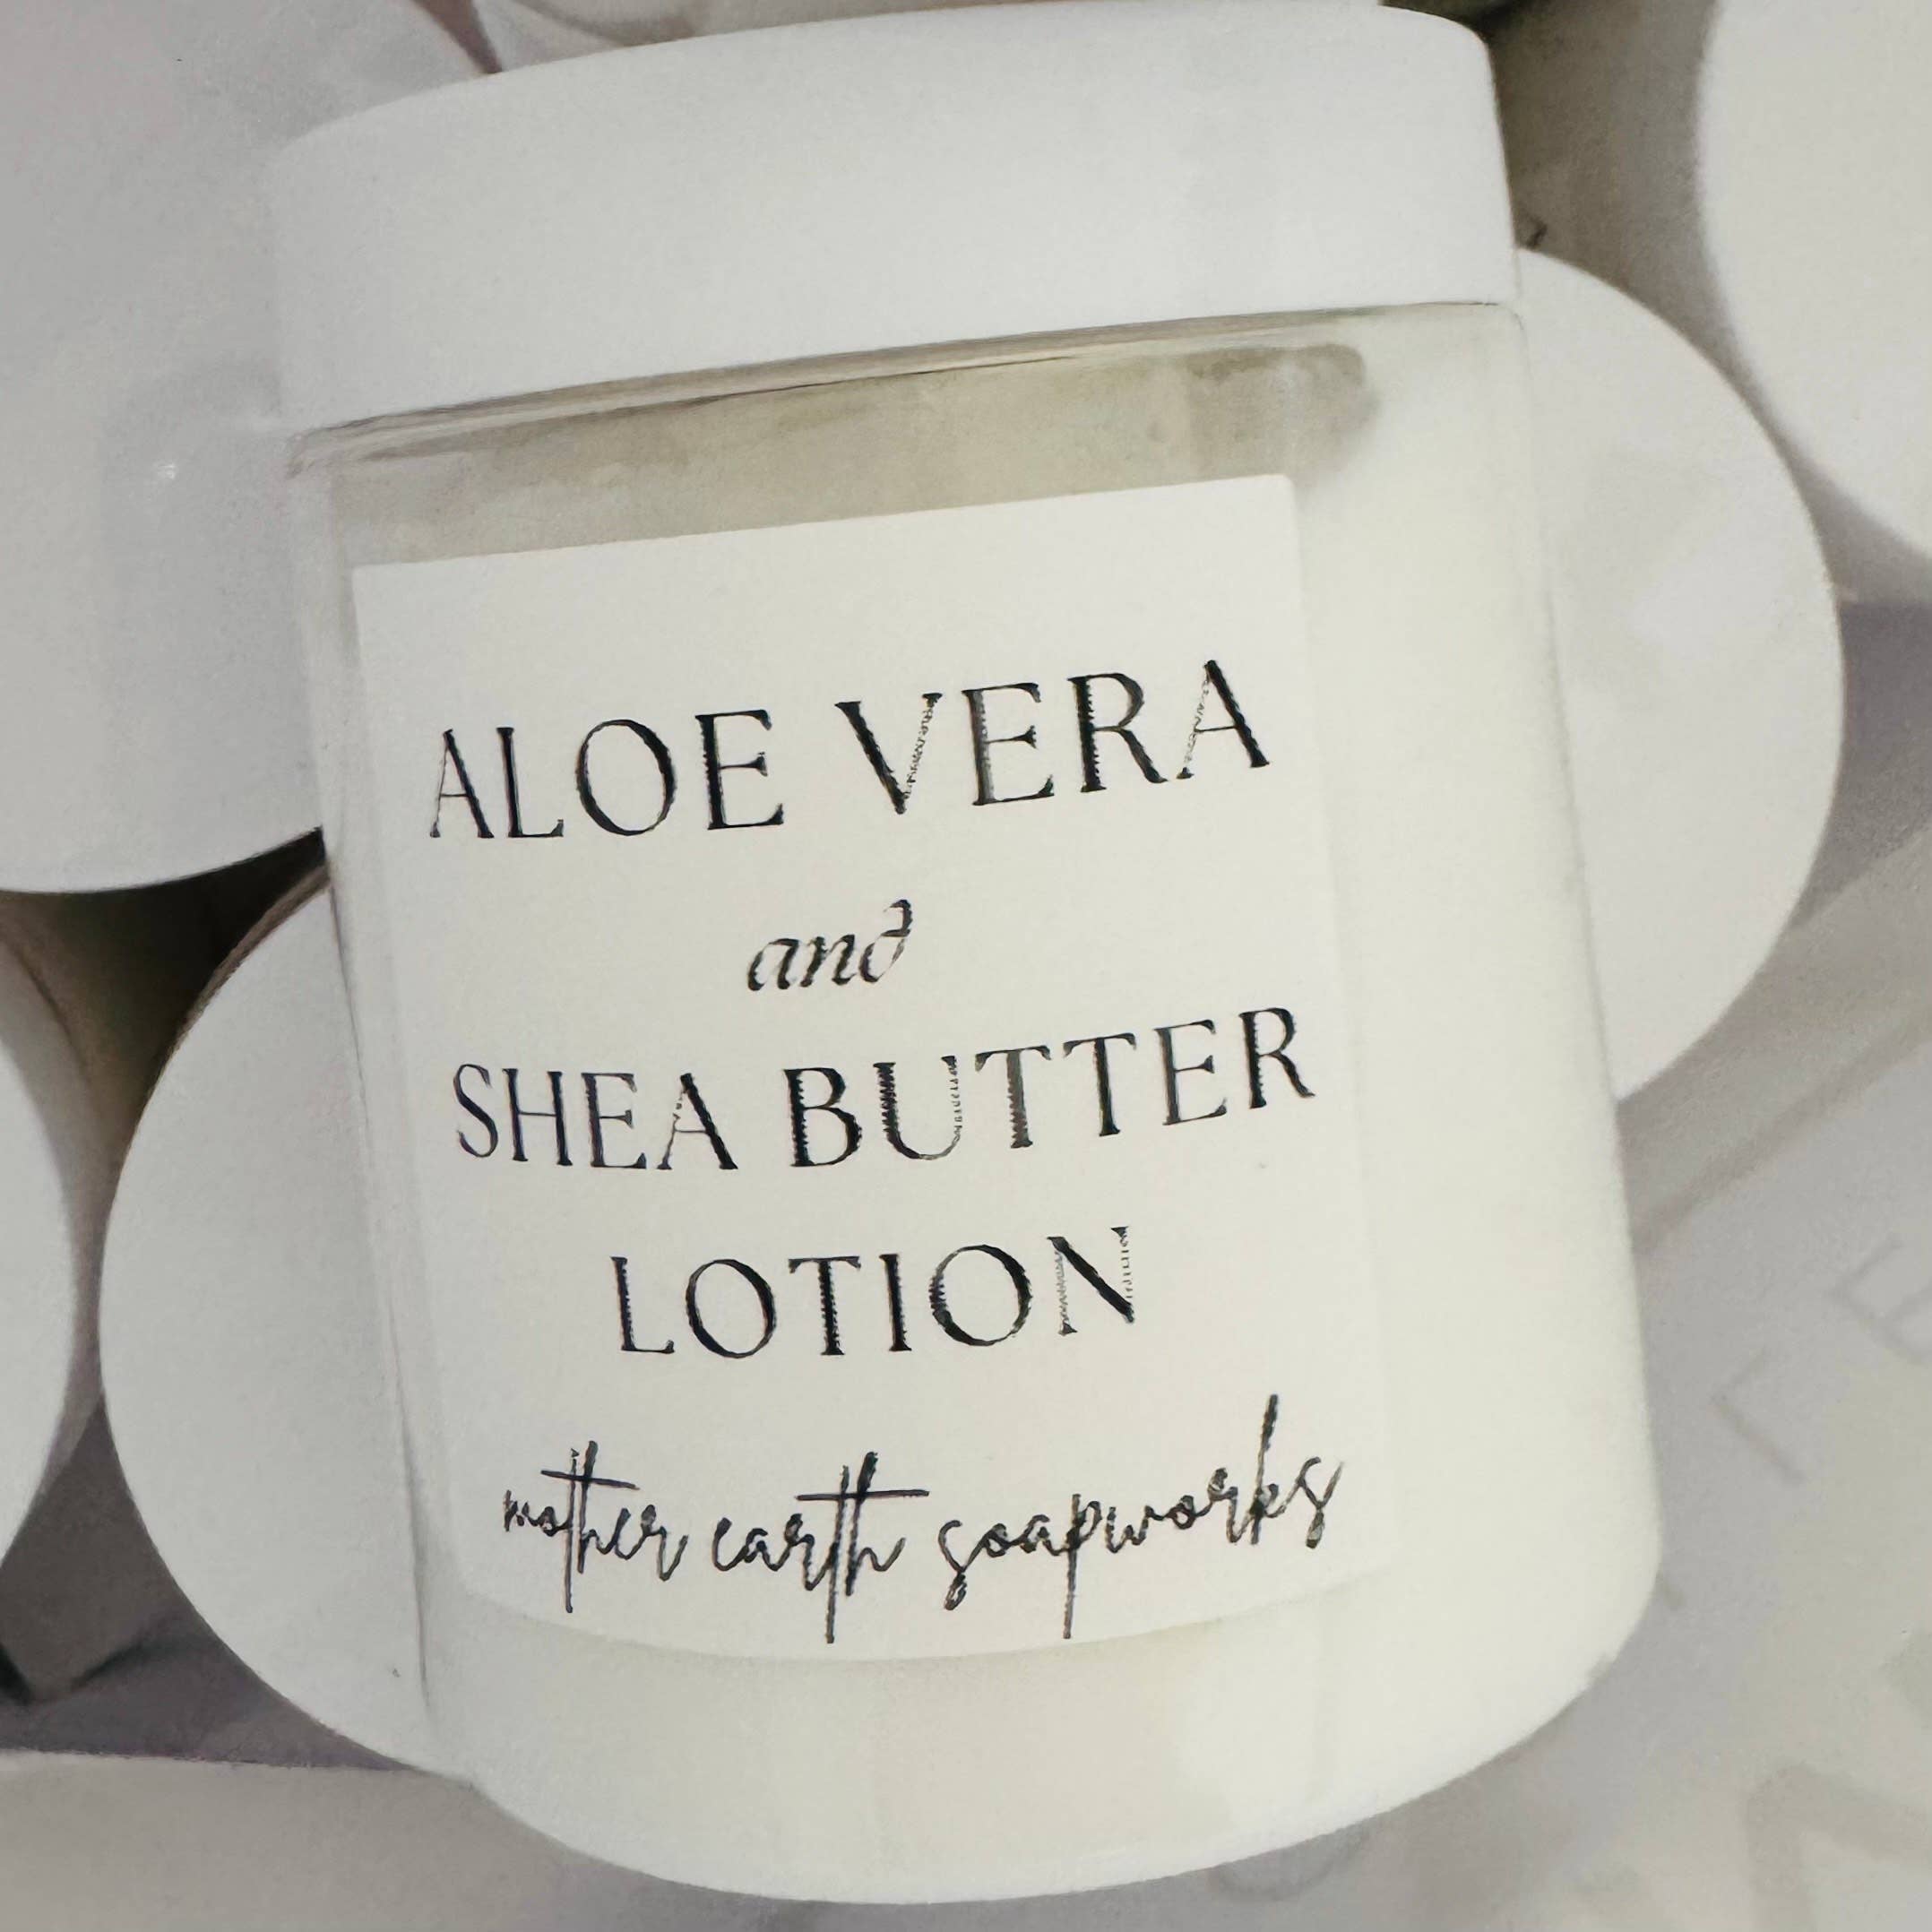 ALOE VERA
and
SHEA BUTTER
LOTION
mother earth soapworks